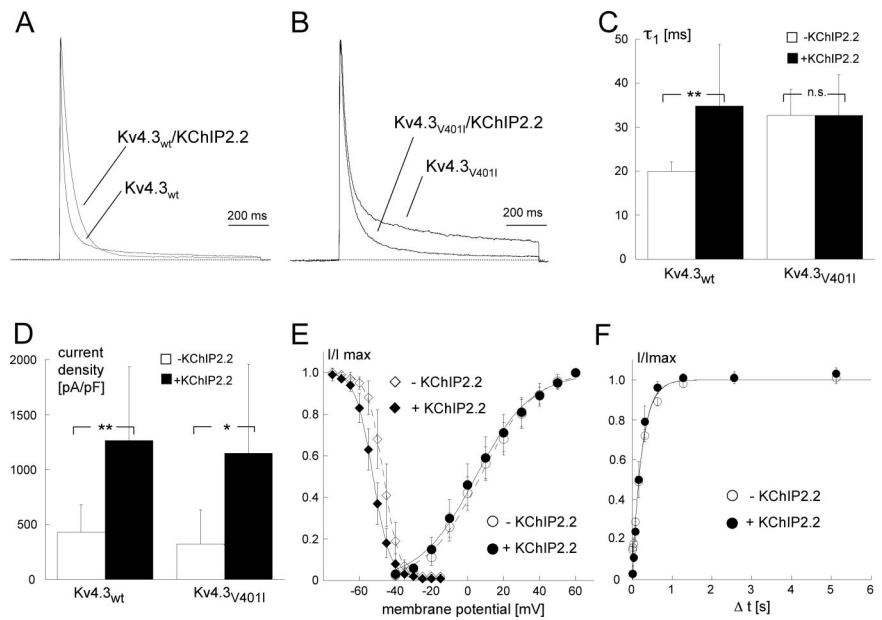 A
Kv4.3wt/KChIP2.2
Kv4.3wt
200 ms
B
Kv4.3V401I/KChIP2.2
Kv4.3V401I
200 ms
C
τ1 [ms]
-KChIP2.2
+KChIP2.2
**
n.s.
50
40
30
20
10
0
Kv4.3wt
Kv4.3V401I
D
current
density
[pA/pF]
-KChIP2.2
+KChIP2.2
**
*
2000
1500
1000
500
0
Kv4.3wt
Kv4.3V401I
E
I/I max
- KChIP2.2
+ KChIP2.2
- KChIP2.2
+ KChIP2.2
1.0
0.8
0.6
0.4
0.2
0
-60 -40 -20 0 20 40 60
membrane potential [mV]
F
I/Imax
- KChIP2.2
+ KChIP2.2
1.0
0.8
0.6
0.4
0.2
0
0 1 2 3 4 5 6
Δ t [s]